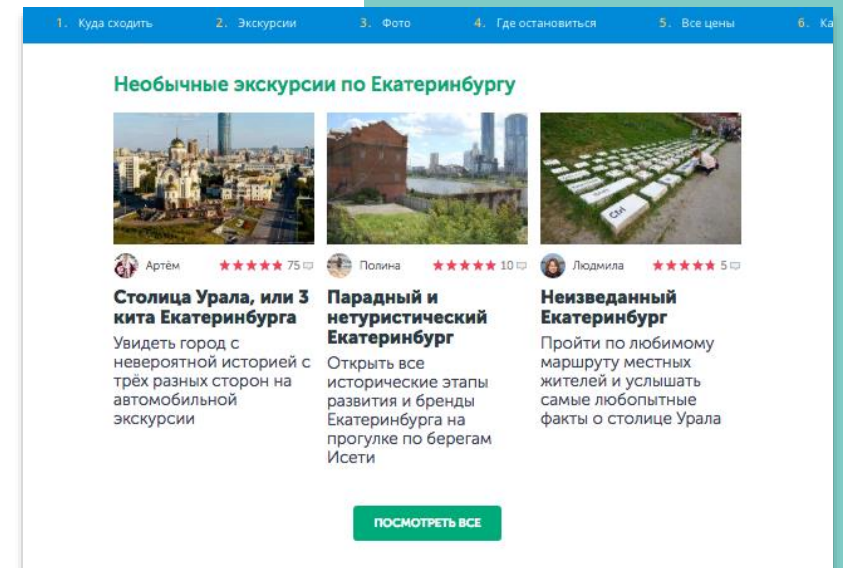 1. Куда сходить 2. Экскурсии 3. Фото 4. Где остановиться 5. Все цены 6. Ка
Необычные экскурсии по Екатеринбургу
Ctrl
Артём 75
Полина 10
Людмила 5
Столица Урала, или 3
кита Екатеринбурга
Увидеть город с
невероятной историей с
трёх разных сторон на
автомобильной
экскурсии
Парадный и
нетуристический
Екатеринбург
Открыть все
исторические этапы
развития и бренды
Екатеринбурга на
прогулке по берегам
Исети
Неизведанный
Екатеринбург
Пройти по любимому
маршруту местных
жителей и услышать
самые любопытные
факты о столице Урала
ПОСМОТРЕТЬ ВСЕ